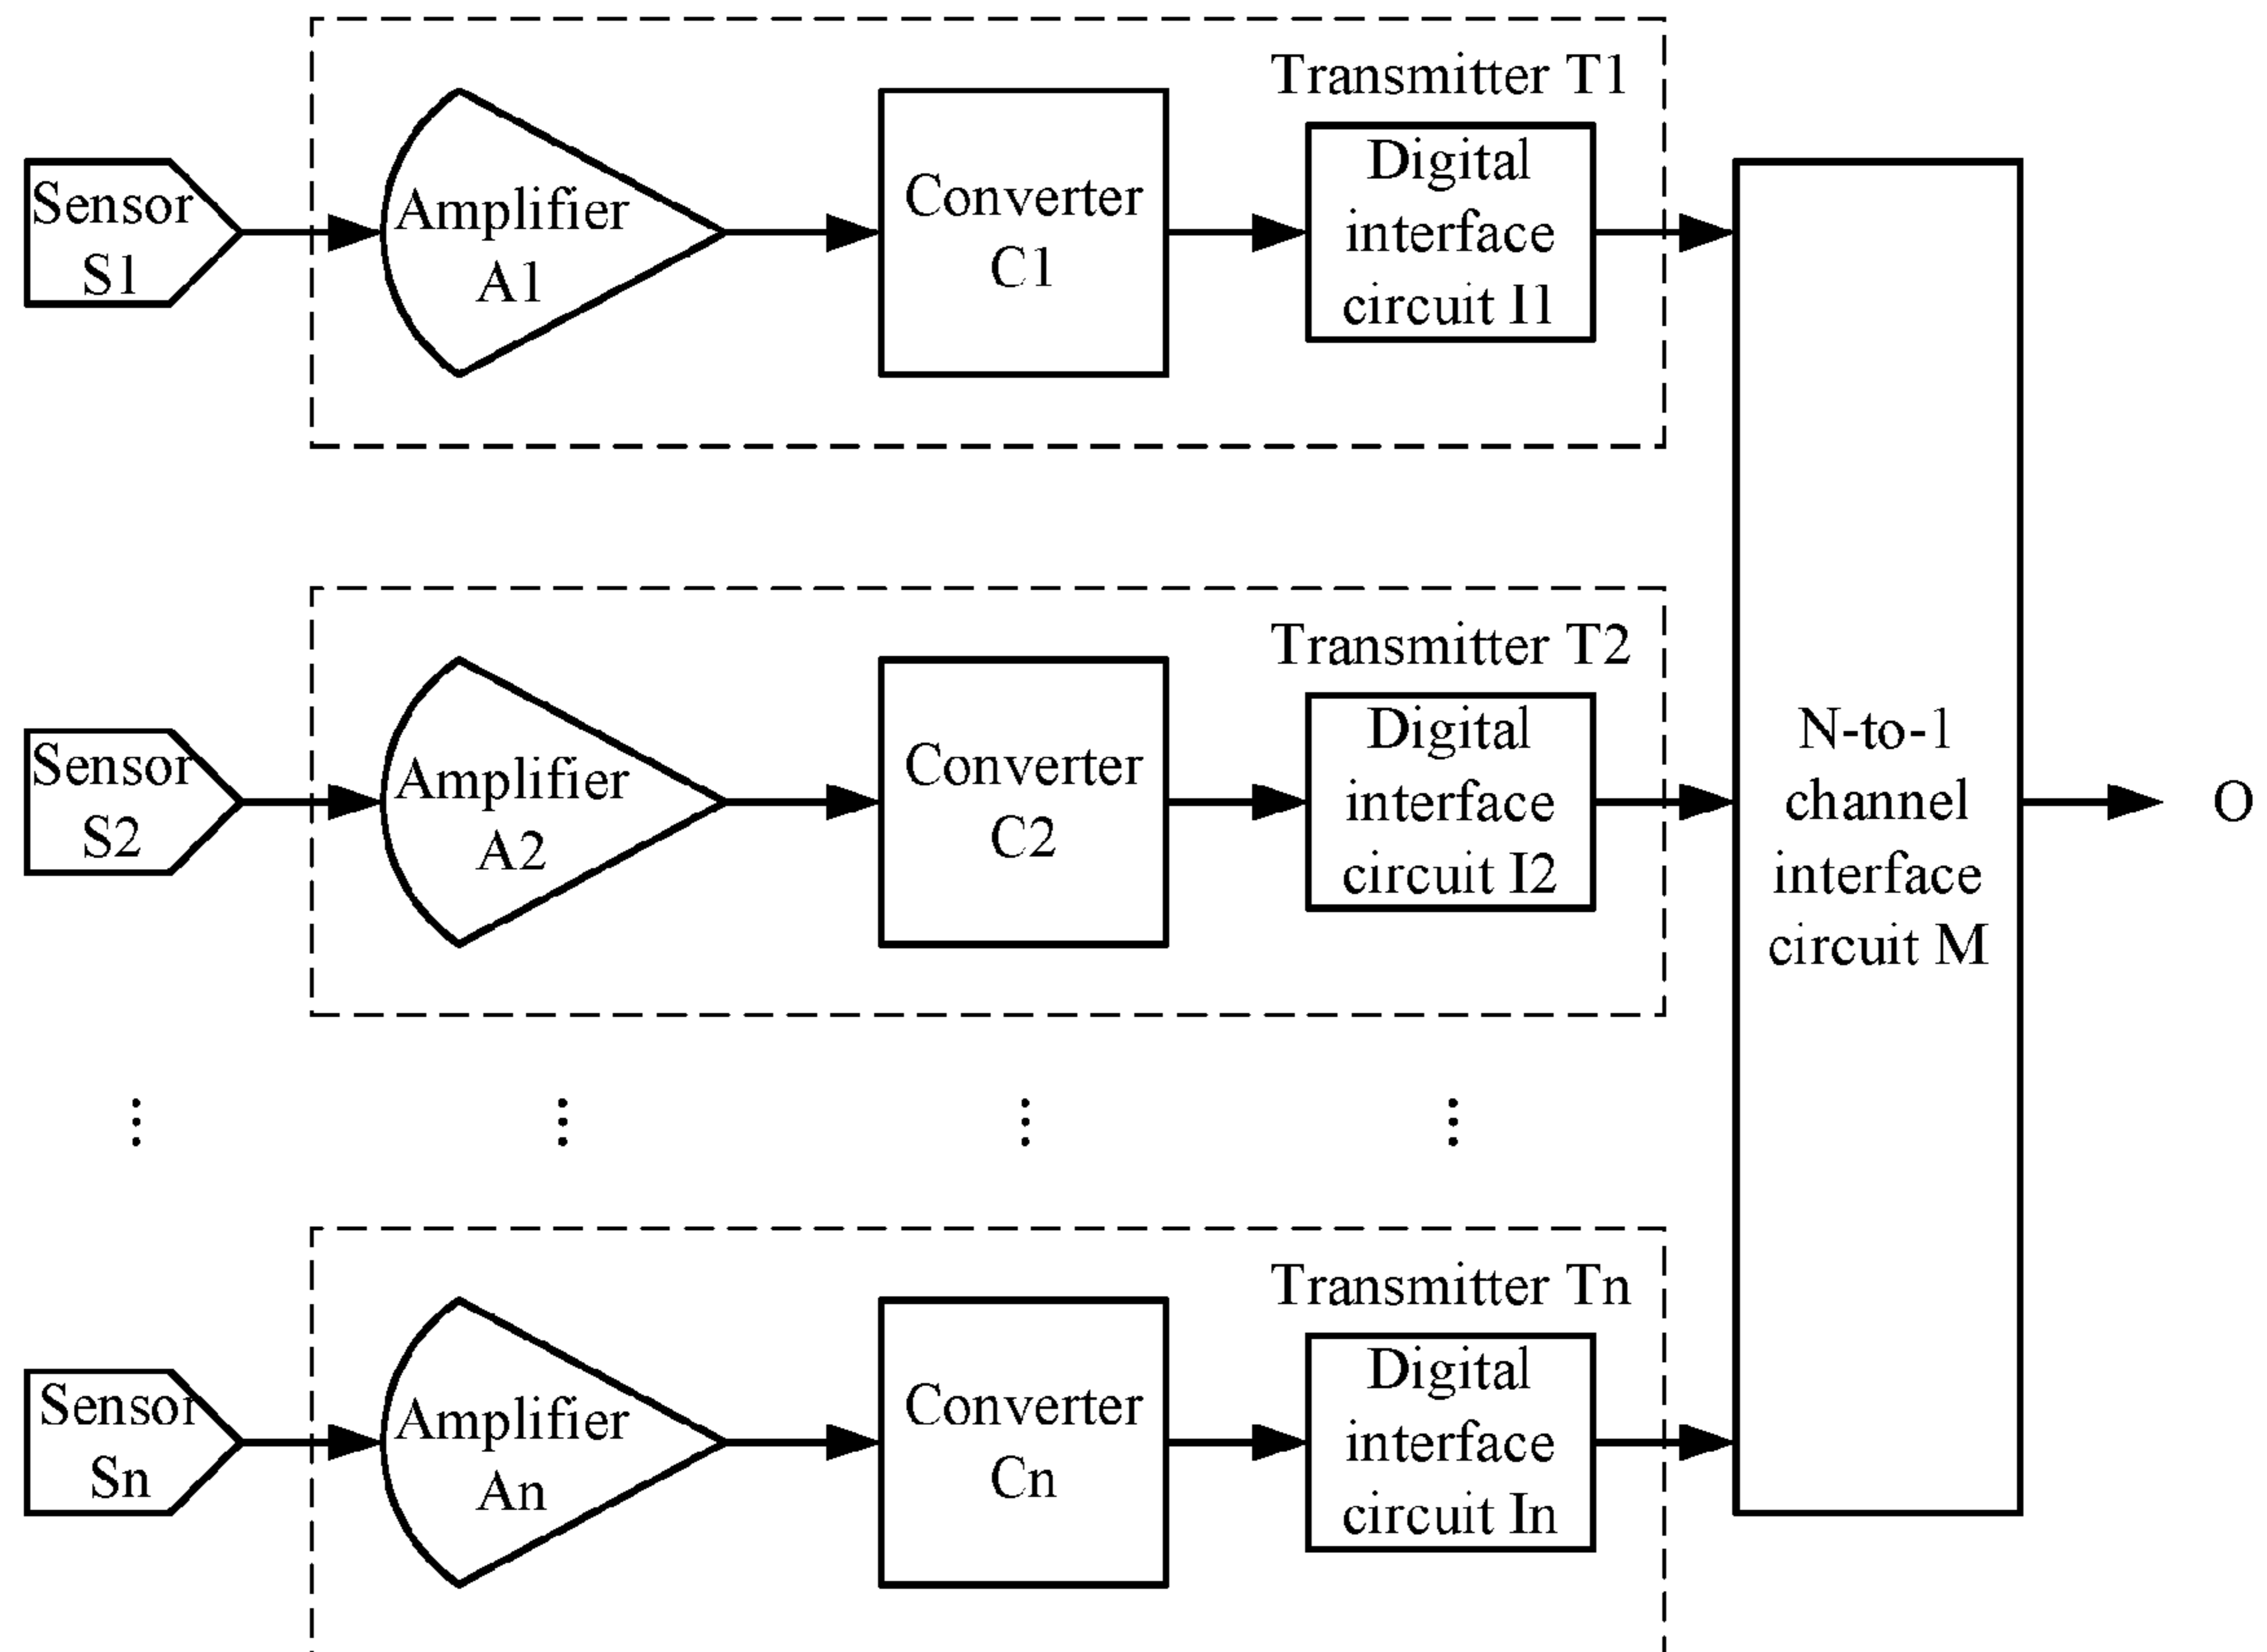 Transmitter T1
Sensor
S1
Amplifier
A1
Converter
C1
Digital
interface
circuit I1
Transmitter T2
Sensor
S2
Amplifier
A2
Converter
C2
Digital
interface
circuit I2
N-to-1
channel
interface
circuit M
O
Transmitter Tn
Sensor
Sn
Amplifier
An
Converter
Cn
Digital
interface
circuit In